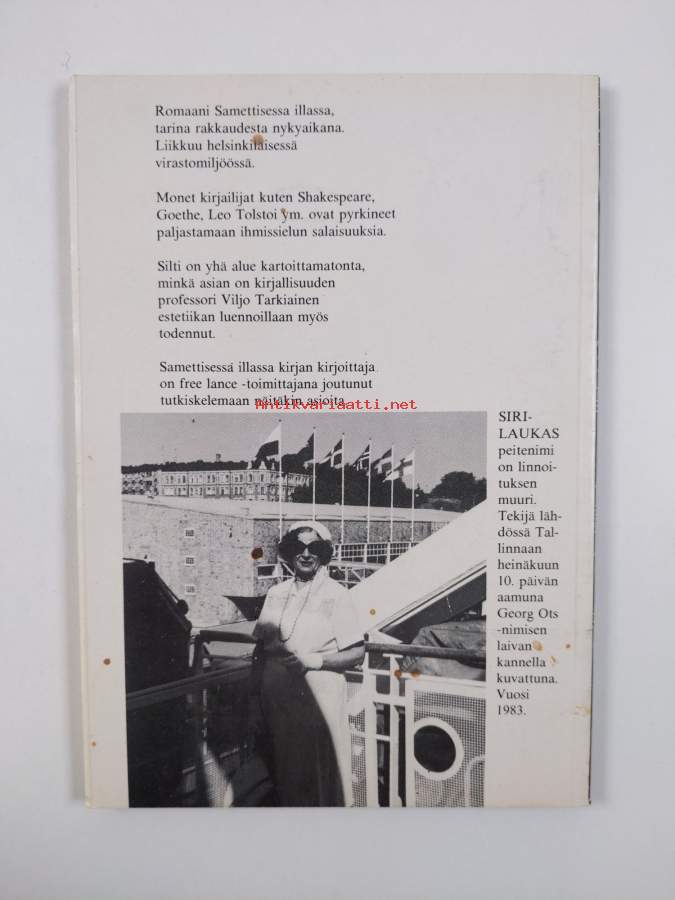 Romaani Samettisessa illassa,
tarina rakkaudesta nykyaikana.
Liikkuu helsinkiläisessä
virastomiljöössä.
Monet kirjailijat kuten Shakespeare,
Goethe, Leo Tolstoi ym. ovat pyrkineet
paljastamaan ihmissielun salaisuuksia.
Silti on yhä alue kartoittamatonta,
minkä asian on kirjallisuuden
professori Viljo Tarkiainen
estetiikan luennoillaan myös
todennut.
Samettisessa illassa kirjan kirjoittaja
on free lance -toimittajana joutunut
tutkiskelemaan näitäkin asioita.
Antikvariaatti.net
SIRI-
LAUKAS
peitenimi
on linnoi-
tuksen
muuri.
Tekijä läh-
dössä Tal-
linnaan
heinäkuun
10. päivän
aamuna
Georg Ots
-nimisen
laivan
kannella
kuvattuna.
Vuosi
1983.